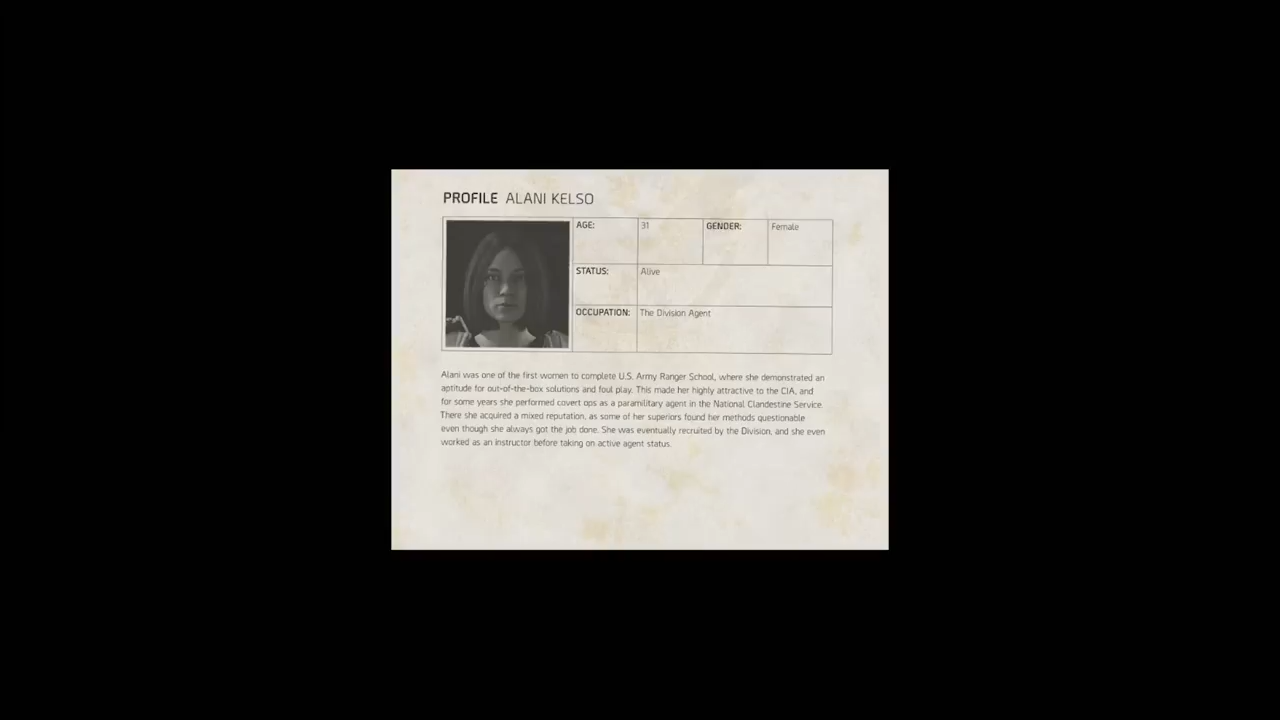 PROFILE ALANI KELSO
AGE: 31 GENDER: Female
STATUS: Alive
OCCUPATION: The Division Agent
Alani was one of the first women to complete U.S. Army Ranger School, where she demonstrated an
aptitude for out-of-the-box solutions and foul play. This made her highly attractive to the CIA, and
for some years she performed covert ops as a paramilitary agent in the National Clandestine Service.
There she acquired a mixed reputation, as some of her superiors found her methods questionable
even though she always got the job done. She was eventually recruited by the Division, and she even
worked as an instructor before taking on active agent status.